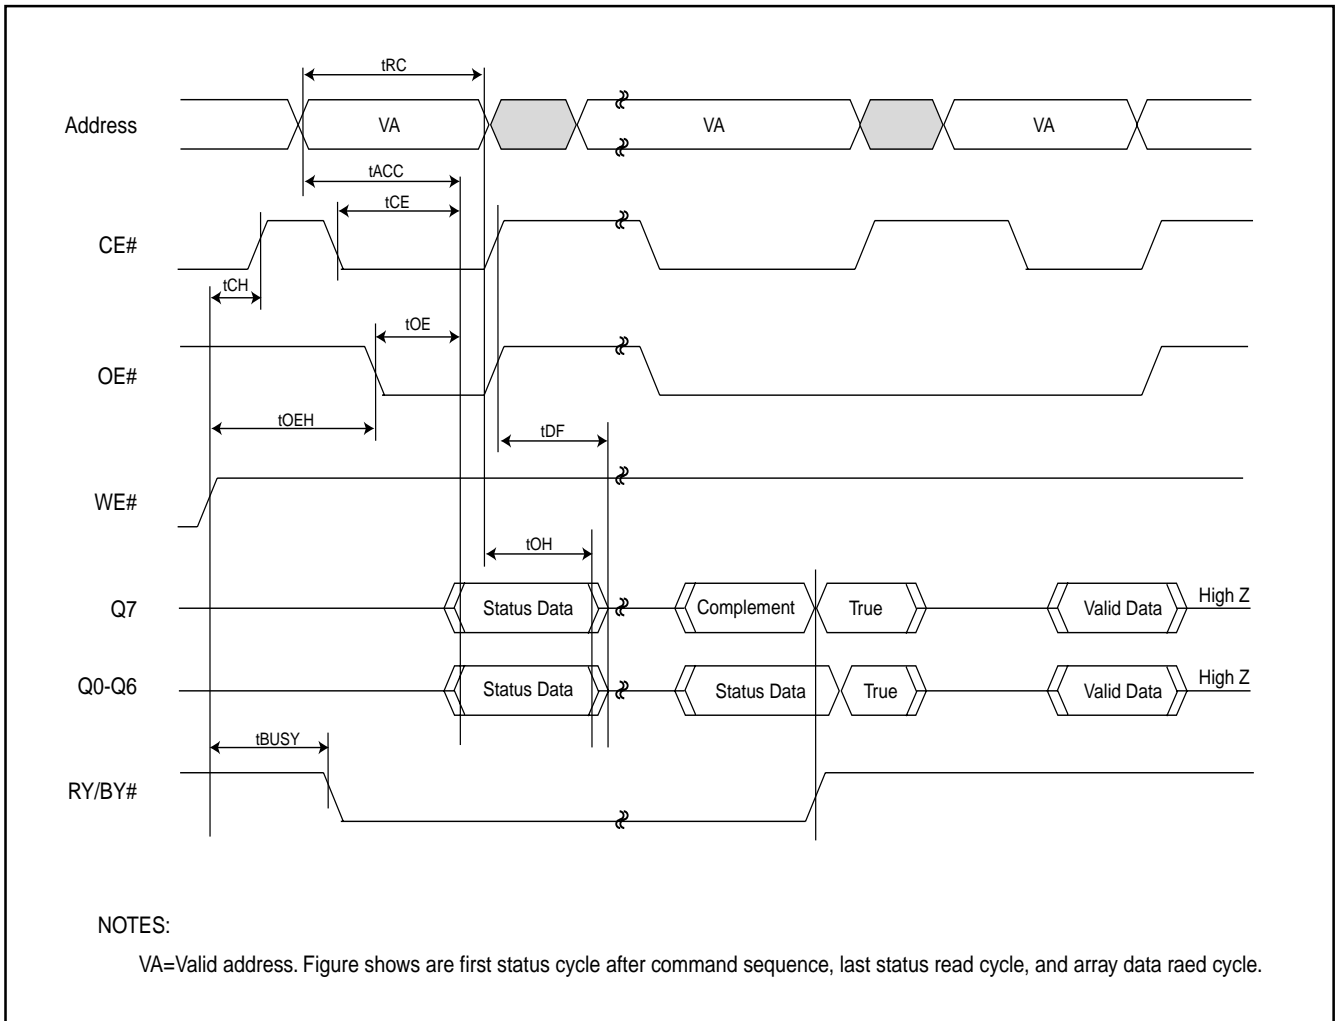 tRC
Address VA VA VA
tACC
tCE
CE#
tCH
tOE
OE#
tOEH
tDF
WE#
tOH
Q7 Status Data Complement True Valid Data High Z
Q0-Q6 Status Data Status Data True Valid Data High Z
tBUSY
RY/BY#
NOTES:
VA=Valid address. Figure shows are first status cycle after command sequence, last status read cycle, and array data raed cycle.